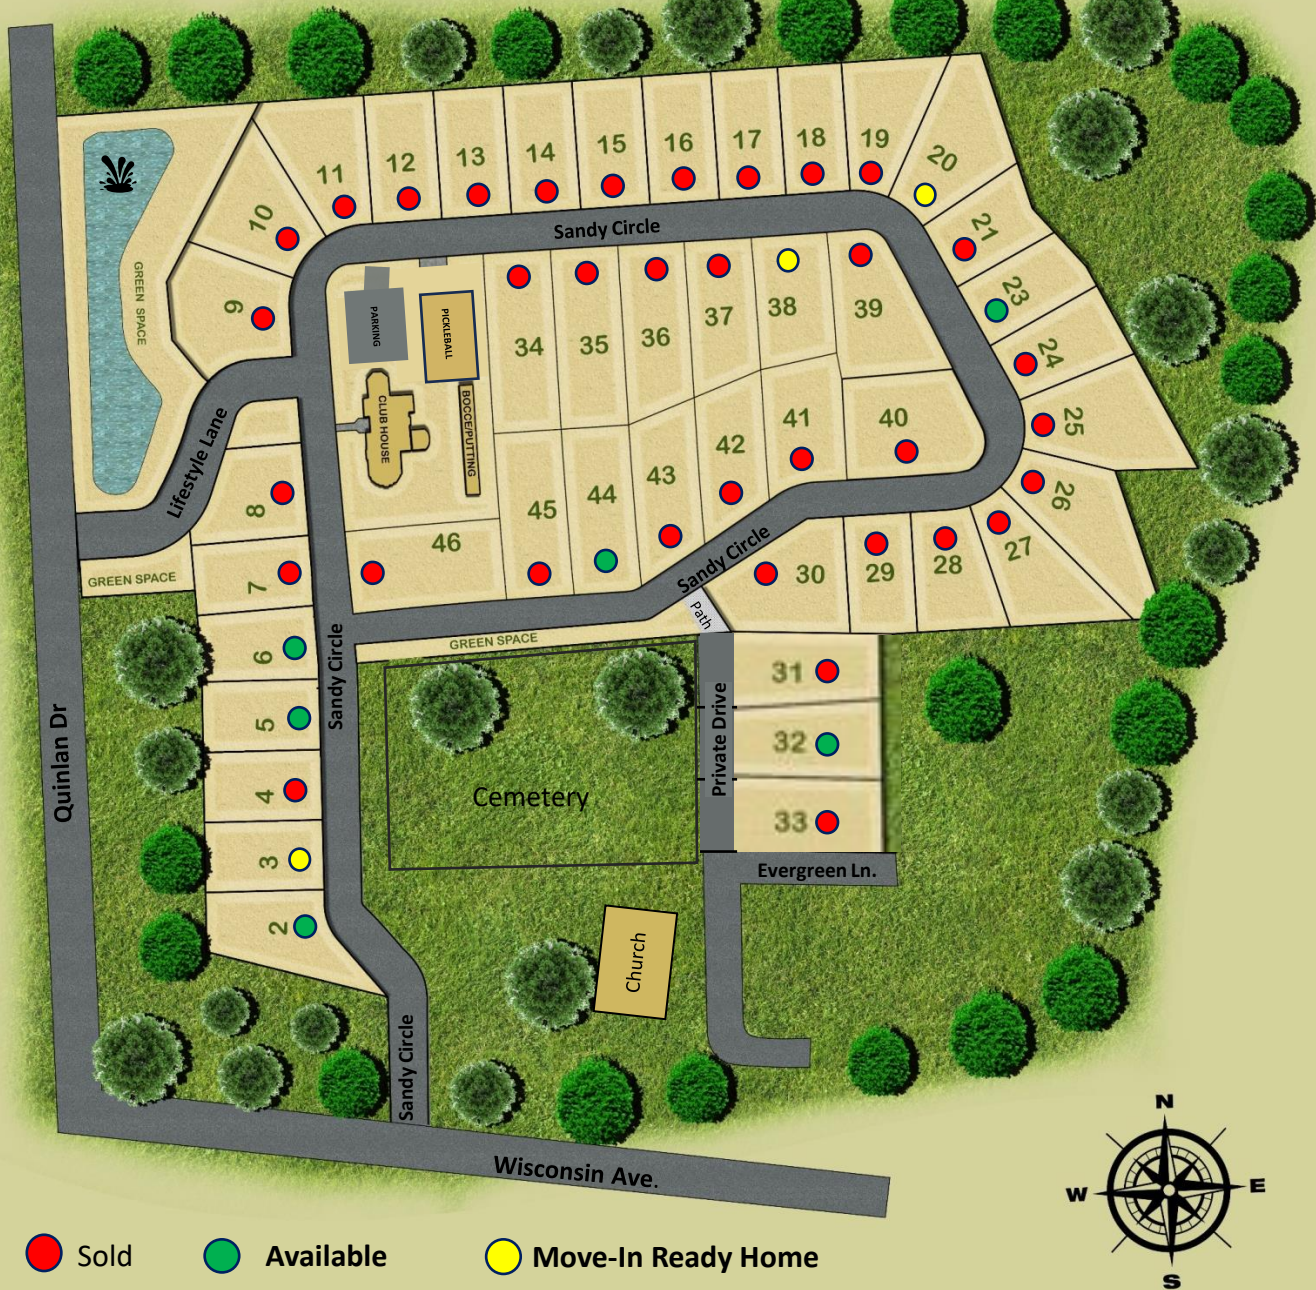 11
12
13
14
15
16
17
18
19
20
10
Sandy Circle
21
GREEN SPACE
9
PARKING
PICKLEBALL
34
35
36
37
38
39
23
24
25
CLUB HOUSE
BOCCE/PUTTING
Lifestyle Lane
8
45
44
43
42
41
40
26
46
7
GREEN SPACE
Sandy Circle
30
29
28
27
Path
GREEN SPACE
6
5
4
3
2
Sandy Circle
Quinlan Dr
Cemetery
Private Drive
31
32
33
Evergreen Ln.
Church
Sandy Circle
Wisconsin Ave.
N
W
E
S
Sold
Available
Move-In Ready Home